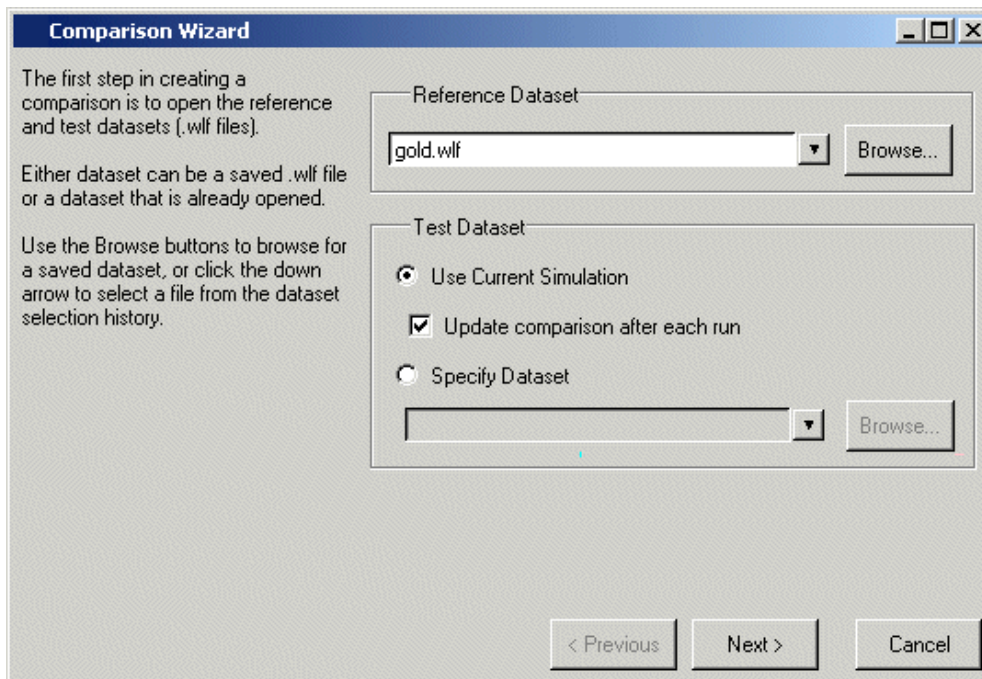 Comparison Wizard
The first step in creating a
comparison is to open the reference
and test datasets (.wlf files).
Either dataset can be a saved .wlf file
or a dataset that is already opened.
Use the Browse buttons to browse for
a saved dataset, or click the down
arrow to select a file from the dataset
selection history.
Reference Dataset
gold.wlf
Browse...
Test Dataset
Use Current Simulation
Update comparison after each run
Specify Dataset
Browse...
< Previous
Next >
Cancel